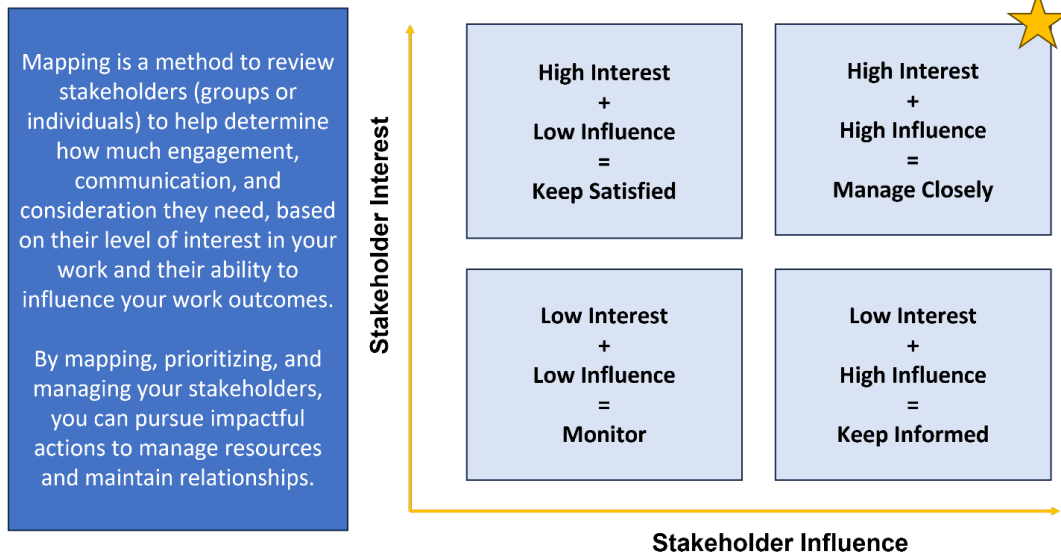 Mapping is a method to review
stakeholders (groups or
individuals) to help determine
how much engagement,
communication, and
consideration they need, based
on their level of interest in your
work and their ability to
influence your work outcomes.
By mapping, prioritizing, and
managing your stakeholders,
you can pursue impactful
actions to manage resources
and maintain relationships.
Stakeholder Interest
High Interest
+
Low Influence
=
Keep Satisfied
High Interest
+
High Influence
=
Manage Closely
Low Interest
+
Low Influence
=
Monitor
Low Interest
+
High Influence
=
Keep Informed
Stakeholder Influence